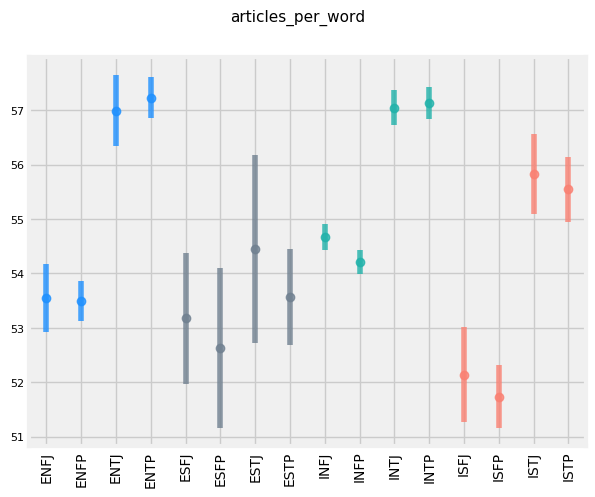 articles_per_word
57
56
55
54
53
52
51
ENFJ
ENFP
ENTJ
ENTP
ESFJ
ESFP
ESTJ
ESTP
INFJ
INFP
INTJ
INTP
ISFJ
ISFP
ISTJ
ISTP